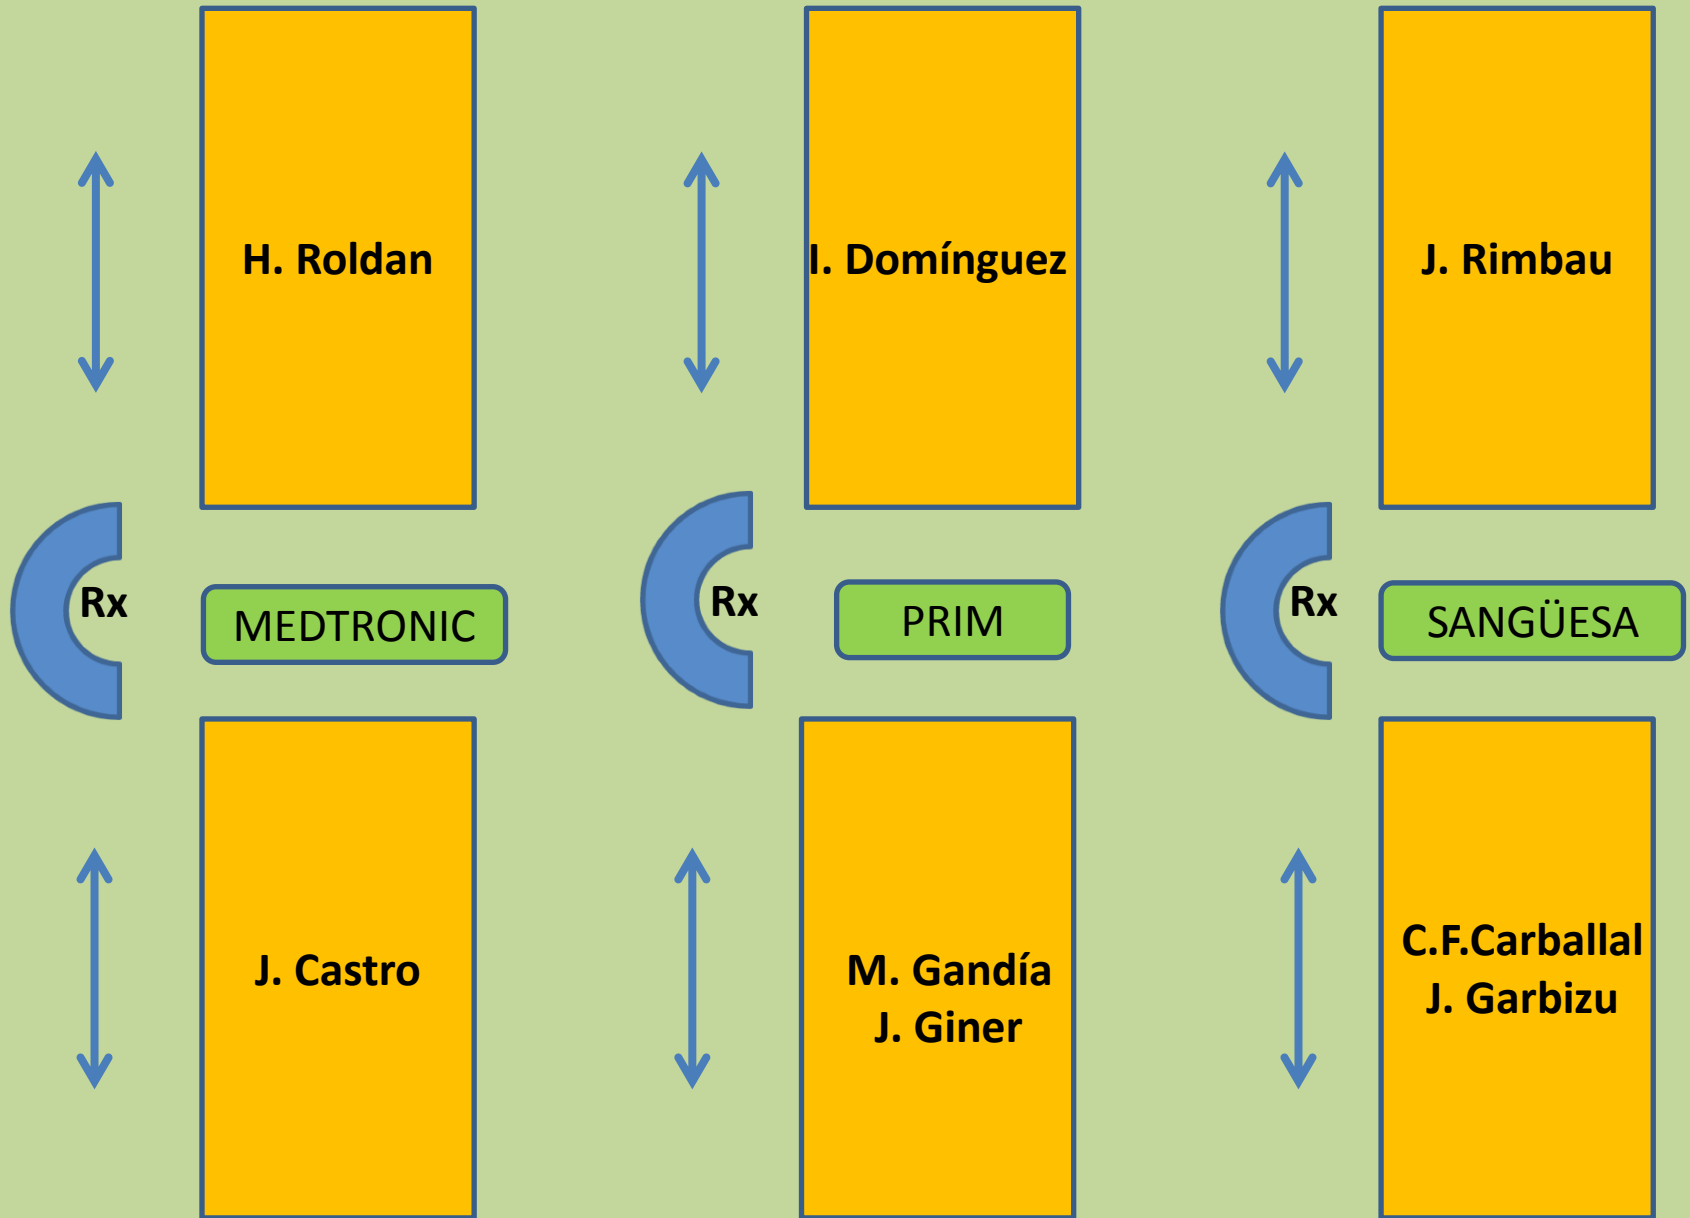 H. Roldan
I. Domínguez
J. Rimbau
Rx
MEDTRONIC
Rx
PRIM
Rx
SANGÜESA
J. Castro
M. Gandía
J. Giner
C.F.Carballal
J. Garbizu